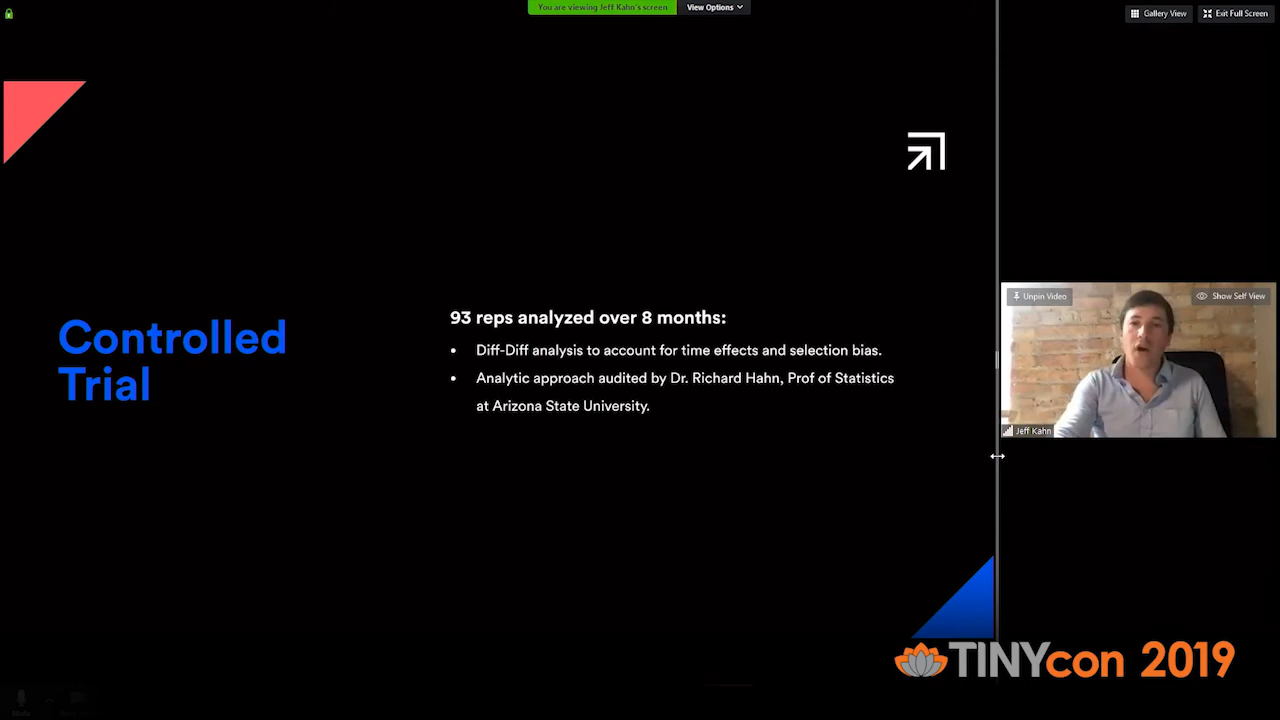 You are viewing Jeff Kahn's screen
View Options
Gallery View
Exit Full Screen
Controlled
Trial
93 reps analyzed over 8 months:
• Diff-Diff analysis to account for time effects and selection bias.
• Analytic approach audited by Dr. Richard Hahn, Prof of Statistics
at Arizona State University.
Unpin Video
Show Self View
Jeff Kahn
TINYcon 2019